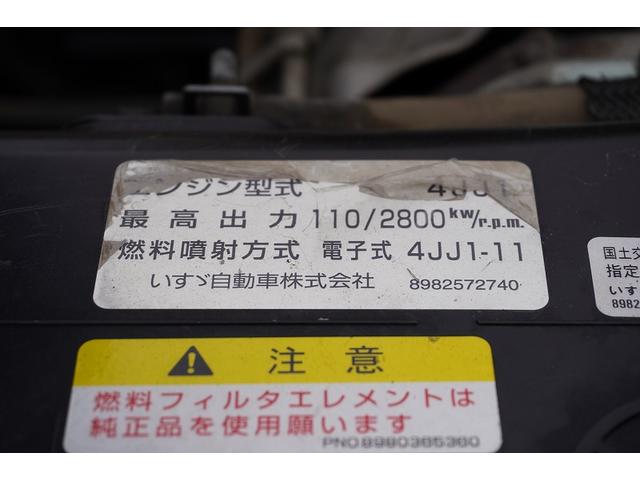 エンジン型式 4JJ1
最高出力 110/2800kW/r.p.m.
燃料噴射方式 電子式 4JJ1-11
いすゞ自動車株式会社 8982572740
国土交
指定
いす
8982
注意
燃料フィルタエレメントは
純正品を使用願います
PNO.8980365360